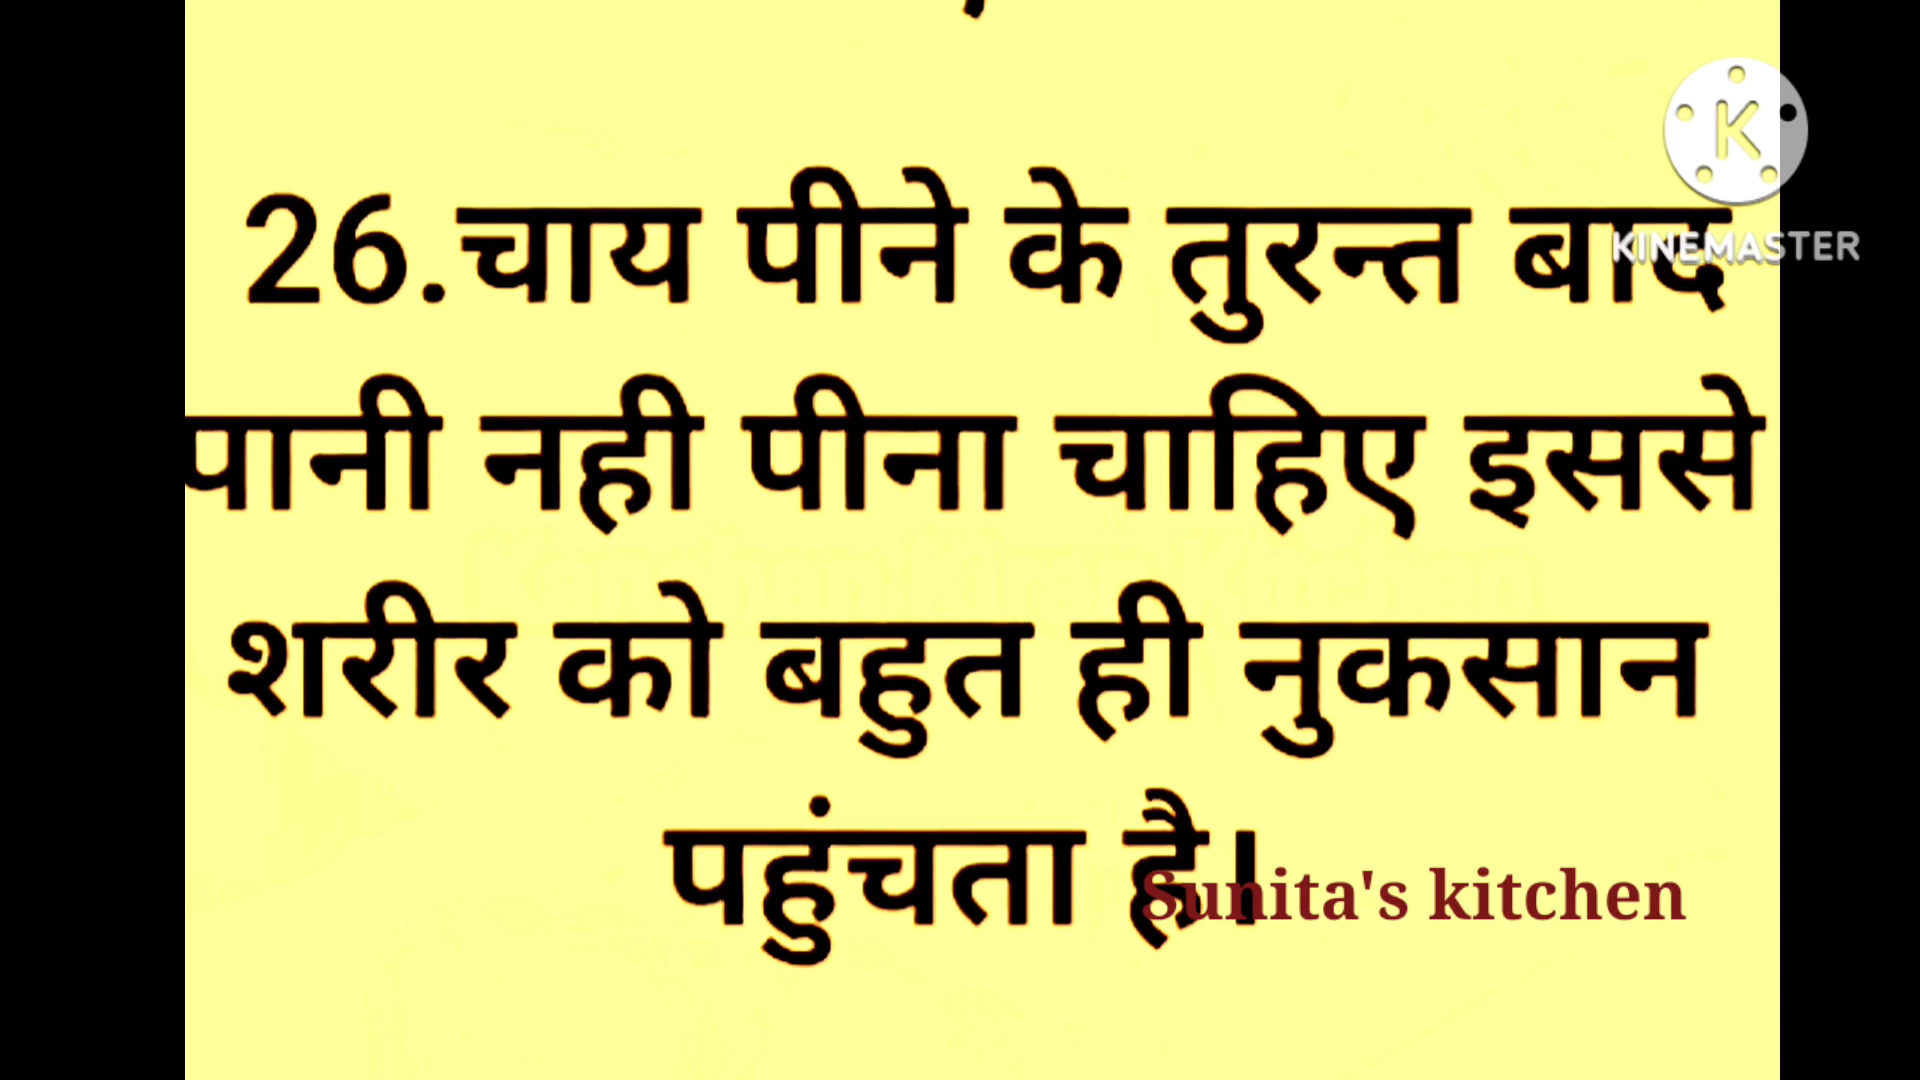 26.चाय पीने के तुरन्त बाद
KINEMASTER
पानी नही पीना चाहिए इससे
शरीर को बहुत ही नुकसान
पहुंचता है।
Sunita's kitchen